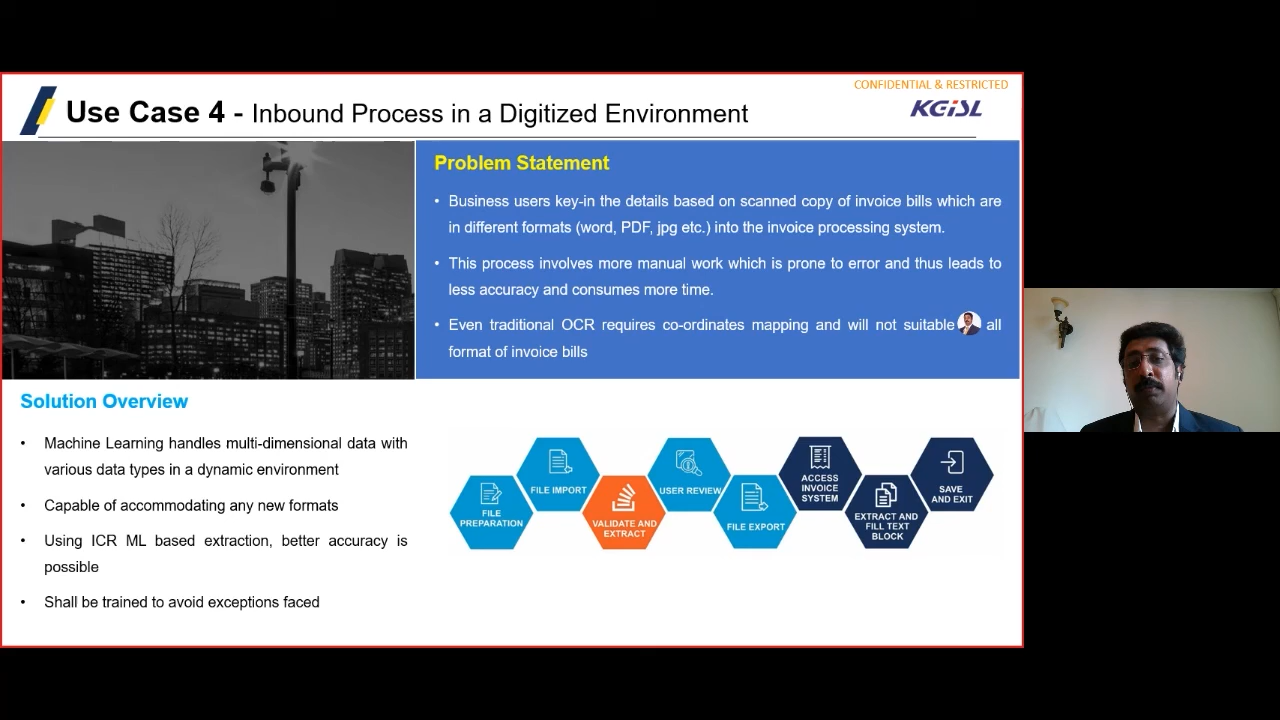 CONFIDENTIAL & RESTRICTED
KGiSL
Use Case 4 - Inbound Process in a Digitized Environment
Problem Statement
• Business users key-in the details based on scanned copy of invoice bills which are
in different formats (word, PDF, jpg etc.) into the invoice processing system.
• This process involves more manual work which is prone to error and thus leads to
less accuracy and consumes more time.
• Even traditional OCR requires co-ordinates mapping and will not suitable all
format of invoice bills
Solution Overview
• Machine Learning handles multi-dimensional data with
various data types in a dynamic environment
• Capable of accommodating any new formats
• Using ICR ML based extraction, better accuracy is
possible
• Shall be trained to avoid exceptions faced
FILE
PREPARATION
FILE IMPORT
VALIDATE AND
EXTRACT
USER REVIEW
FILE EXPORT
ACCESS
INVOICE
SYSTEM
EXTRACT AND
FILL TEXT
BLOCK
SAVE
AND EXIT